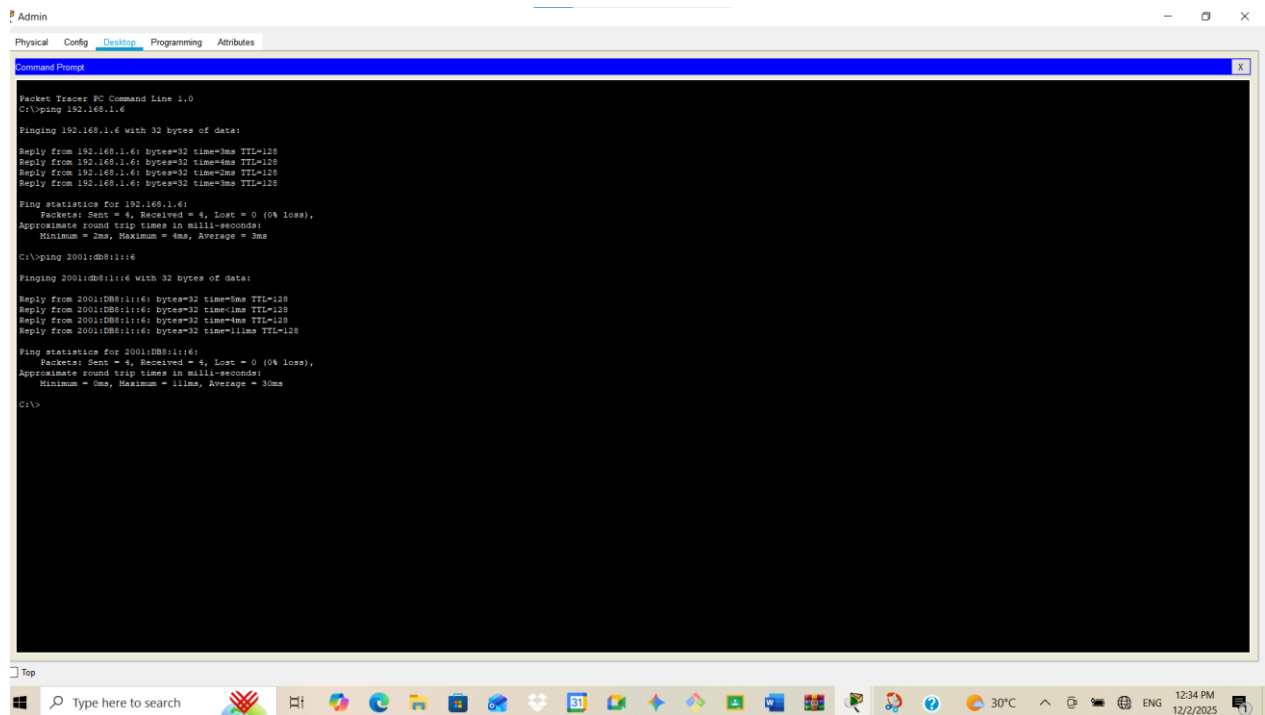 Admin
Physical Config Desktop Programming Attributes
Command Prompt X
Packet Tracer PC Command Line 1.0
C:\>ping 192.168.1.6
Pinging 192.168.1.6 with 32 bytes of data:
Reply from 192.168.1.6: bytes=32 time=3ms TTL=128
Reply from 192.168.1.6: bytes=32 time=4ms TTL=128
Reply from 192.168.1.6: bytes=32 time=2ms TTL=128
Reply from 192.168.1.6: bytes=32 time=3ms TTL=128
Ping statistics for 192.168.1.6:
Packets: Sent = 4, Received = 4, Lost = 0 (0% loss),
Approximate round trip times in milli-seconds:
Minimum = 2ms, Maximum = 4ms, Average = 3ms
C:\>ping 2001:db8:1::6
Pinging 2001:db8:1::6 with 32 bytes of data:
Reply from 2001:DB8:1::6: bytes=32 time=5ms TTL=128
Reply from 2001:DB8:1::6: bytes=32 time<1ms TTL=128
Reply from 2001:DB8:1::6: bytes=32 time=4ms TTL=128
Reply from 2001:DB8:1::6: bytes=32 time=111ms TTL=128
Ping statistics for 2001:DB8:1::6:
Packets: Sent = 4, Received = 4, Lost = 0 (0% loss),
Approximate round trip times in milli-seconds:
Minimum = 0ms, Maximum = 111ms, Average = 30ms
C:\>
Top
Type here to search 31 W 30°C ENG 12:34 PM
12/2/2025 1